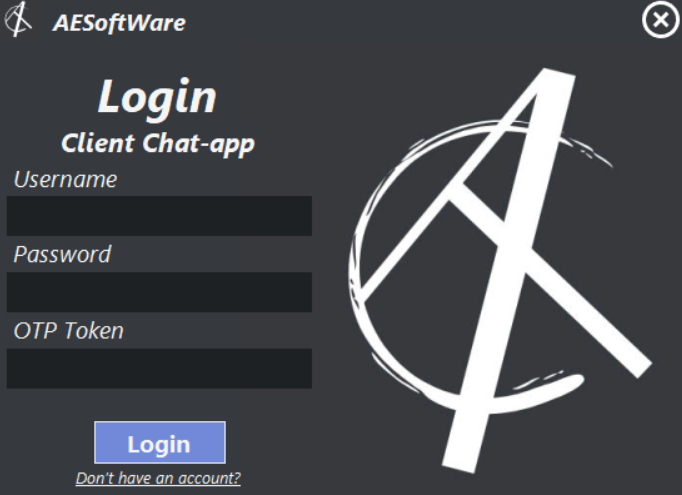 AESoftWare
Login
Client Chat-app
Username
Password
OTP Token
Login
Don't have an account?